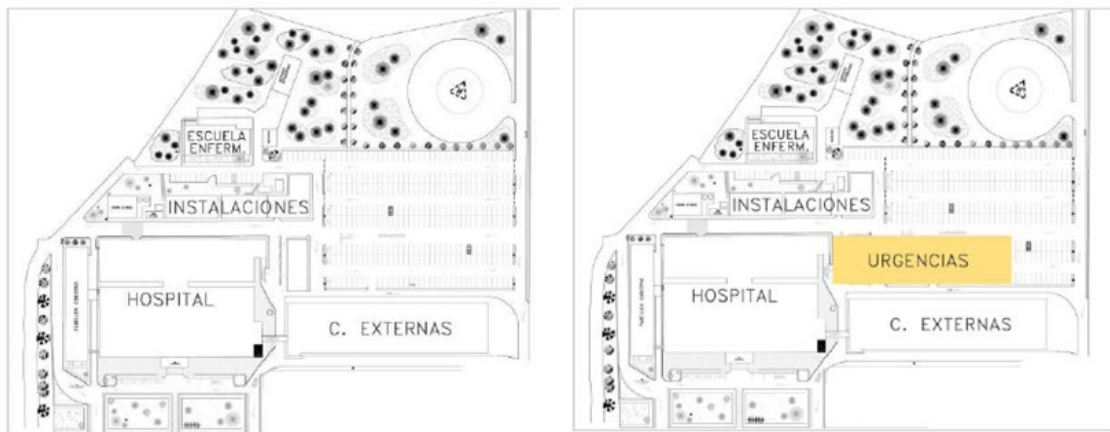 ESCUELA
ENFERM.
INSTALACIONES
HOSPITAL
C. EXTERNAS
ESCUELA
ENFERM.
INSTALACIONES
URGENCIAS
HOSPITAL
C. EXTERNAS